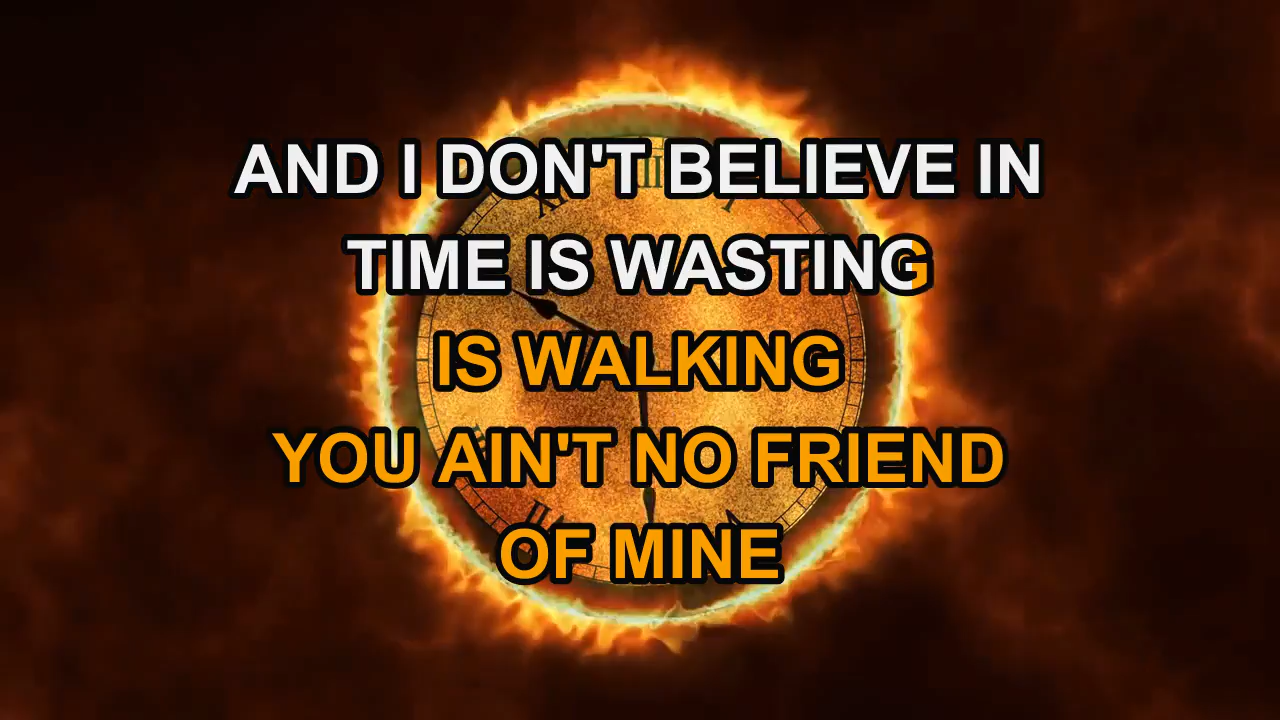 AND I DON'T BELIEVE IN
TIME IS WASTING
IS WALKING
YOU AIN'T NO FRIEND
OF MINE